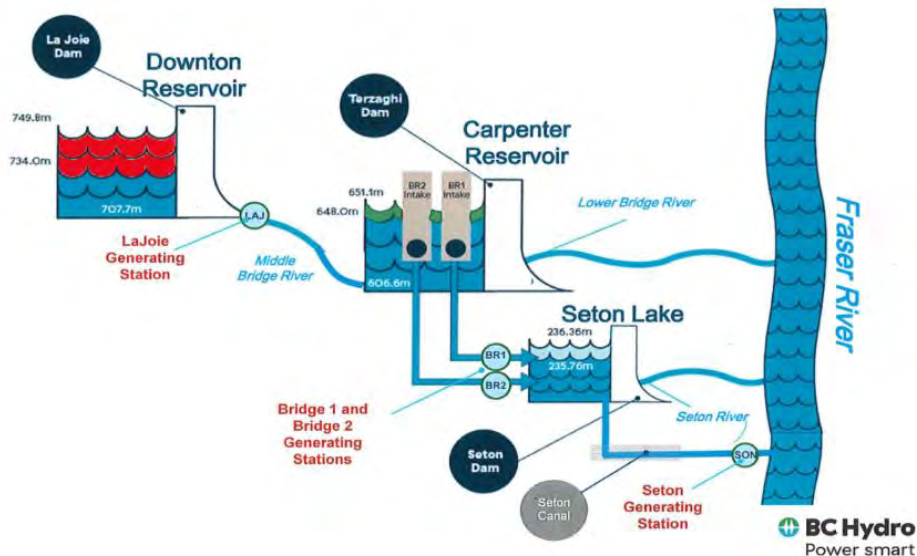 La Joie
Dam
Downton
Reservoir
749.8m
734.0m
707.7m
LAJ
LaJoie
Generating
Station
Middle
Bridge River
Terzaghi
Dam
Carpenter
Reservoir
651.1m
648.0m
606.6m
BR2
Intake
BR1
Intake
Lower Bridge River
Fraser River
Seton Lake
236.36m
235.76m
BR1
BR2
Bridge 1 and
Bridge 2
Generating
Stations
Seton River
Seton
Dam
Seton
Canal
SON
Seton
Generating
Station
BC Hydro
Power smart